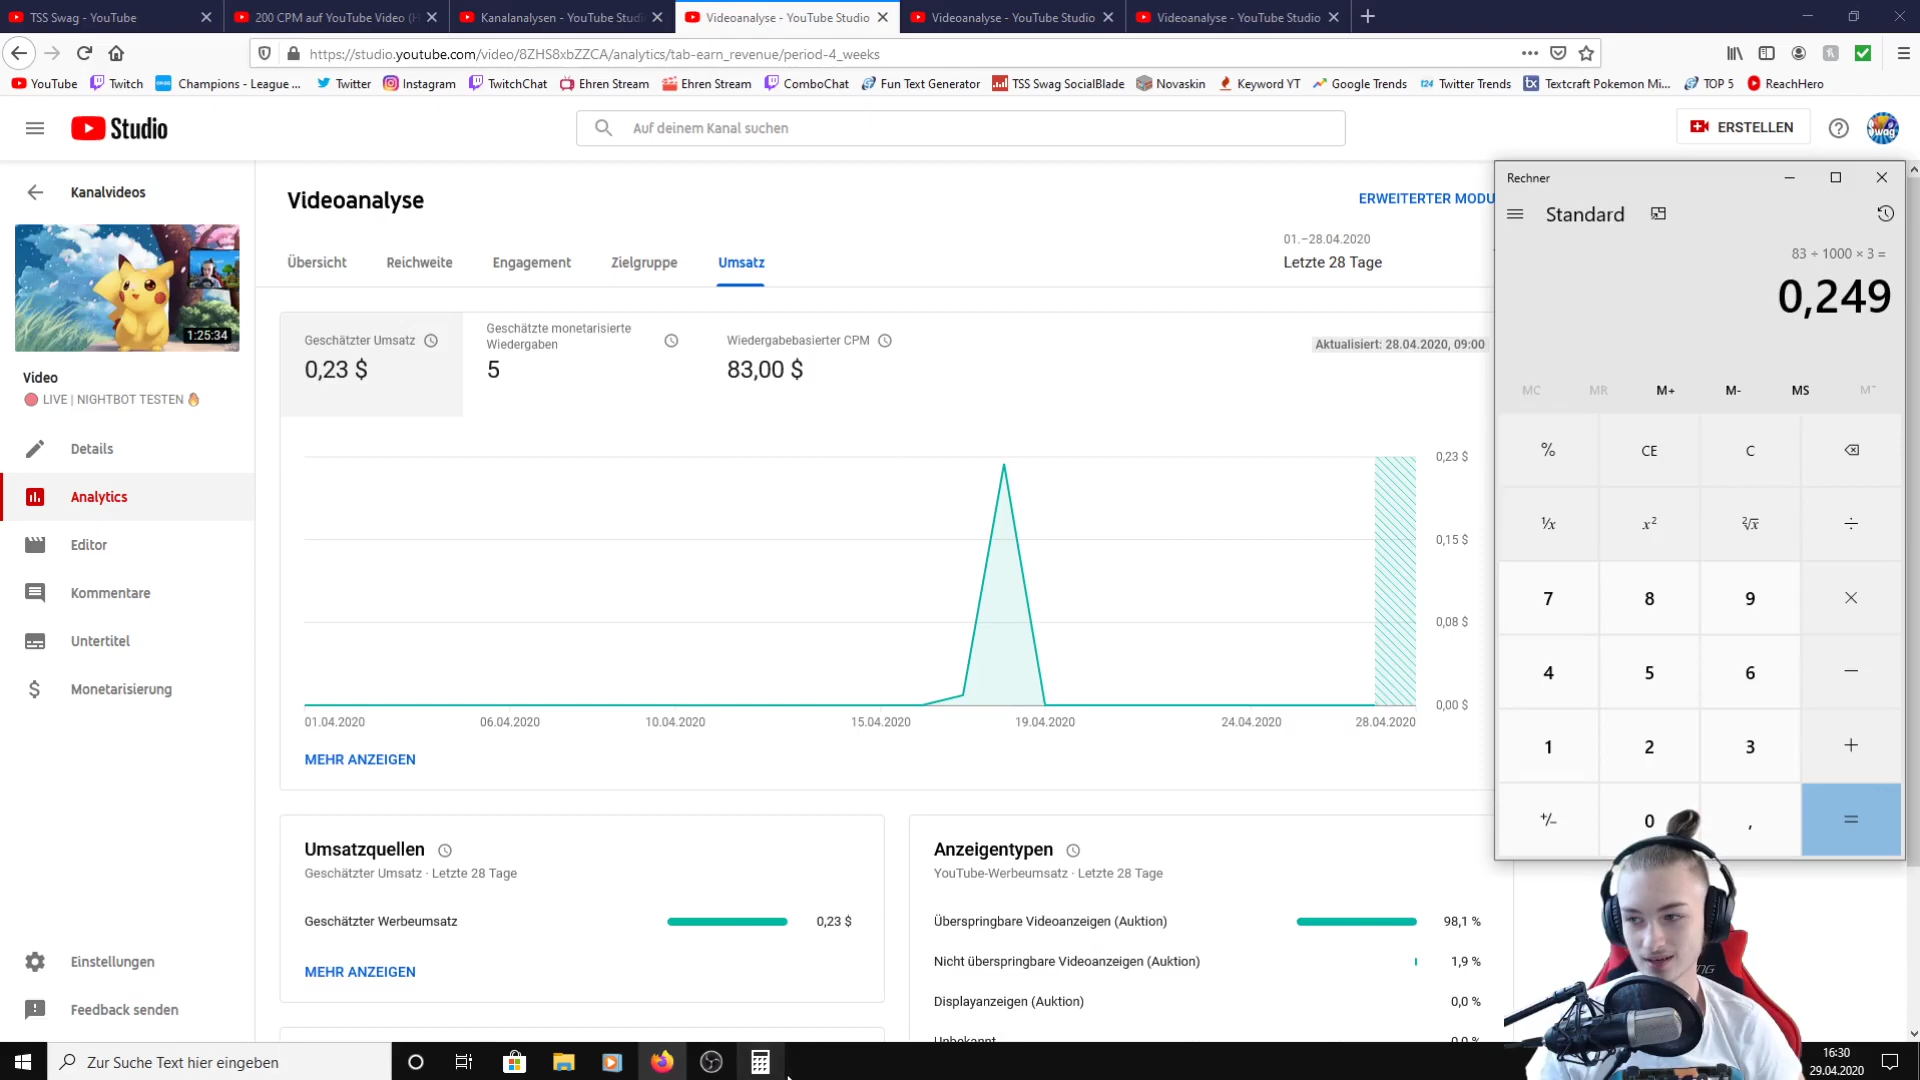 TSS Swag - YouTube
200 CPM auf YouTube Video (H
Kanalanalysen - YouTube Studi
Videoanalyse - YouTube Studio
Videoanalyse - YouTube Studio
Videoanalyse - YouTube Studio
https://studio.youtube.com/video/8ZHS8xbZZCA/analytics/tab-earn_revenue/period-4_weeks
YouTube
Twitch
Champions - League ...
Twitter
Instagram
TwitchChat
Ehren Stream
Ehren Stream
ComboChat
Fun Text Generator
TSS Swag SocialBlade
Novaskin
Keyword YT
Google Trends
Twitter Trends
Textcraft Pokemon Mi...
TOP 5
ReachHero
Studio
Auf deinem Kanal suchen
ERSTELLEN
Kanalvideos
1:25:34
Video
LIVE | NIGHTBOT TESTEN
Details
Analytics
Editor
Kommentare
Untertitel
Monetarisierung
Einstellungen
Feedback senden
Videoanalyse
ERWEITERTER MODU
01.–28.04.2020
Letzte 28 Tage
Übersicht
Reichweite
Engagement
Zielgruppe
Umsatz
Geschätzter Umsatz
0,23 $
Geschätzte monetarisierte
Wiedergaben
5
Wiedergabebasierter CPM
83,00 $
Aktualisiert: 28.04.2020, 09:00
0,23 $
0,15 $
0,08 $
0,00 $
01.04.2020
06.04.2020
10.04.2020
15.04.2020
19.04.2020
24.04.2020
28.04.2020
MEHR ANZEIGEN
Umsatzquellen
Geschätzter Umsatz · Letzte 28 Tage
Geschätzter Werbeumsatz
0,23 $
MEHR ANZEIGEN
Anzeigentypen
YouTube-Werbeumsatz · Letzte 28 Tage
Überspringbare Videoanzeigen (Auktion)
98,1 %
Nicht überspringbare Videoanzeigen (Auktion)
1,9 %
Displayanzeigen (Auktion)
0,0 %
Unbekannt
0,0 %
Rechner
Standard
83 ÷ 1000 × 3 =
0,249
MC
MR
M+
M-
MS
M˅
%
CE
C
¹/x
x²
²√x
÷
7
8
9
×
4
5
6
−
1
2
3
+
+/−
0
,
=
Zur Suche Text hier eingeben
16:30
29.04.2020